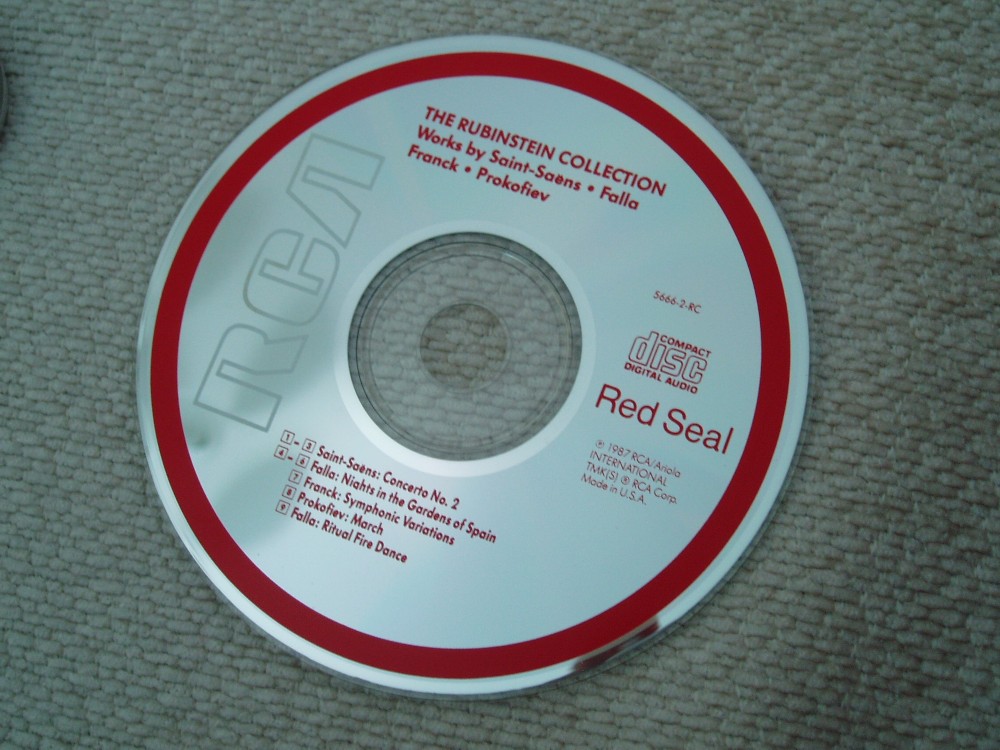 THE RUBINSTEIN COLLECTION
Works by Saint-Saëns • Falla
Franck • Prokofiev
RCA
5666-2-RC
COMPACT
disc
DIGITAL AUDIO
Red Seal
℗ 1987 RCA/Ariola
INTERNATIONAL
TMK(S) ® RCA Corp.
Made in U.S.A.
1 - 3 Saint-Saëns: Concerto No. 2
4 - 6 Falla: Nights in the Gardens of Spain
7 Franck: Symphonic Variations
8 Prokofiev: March
9 Falla: Ritual Fire Dance